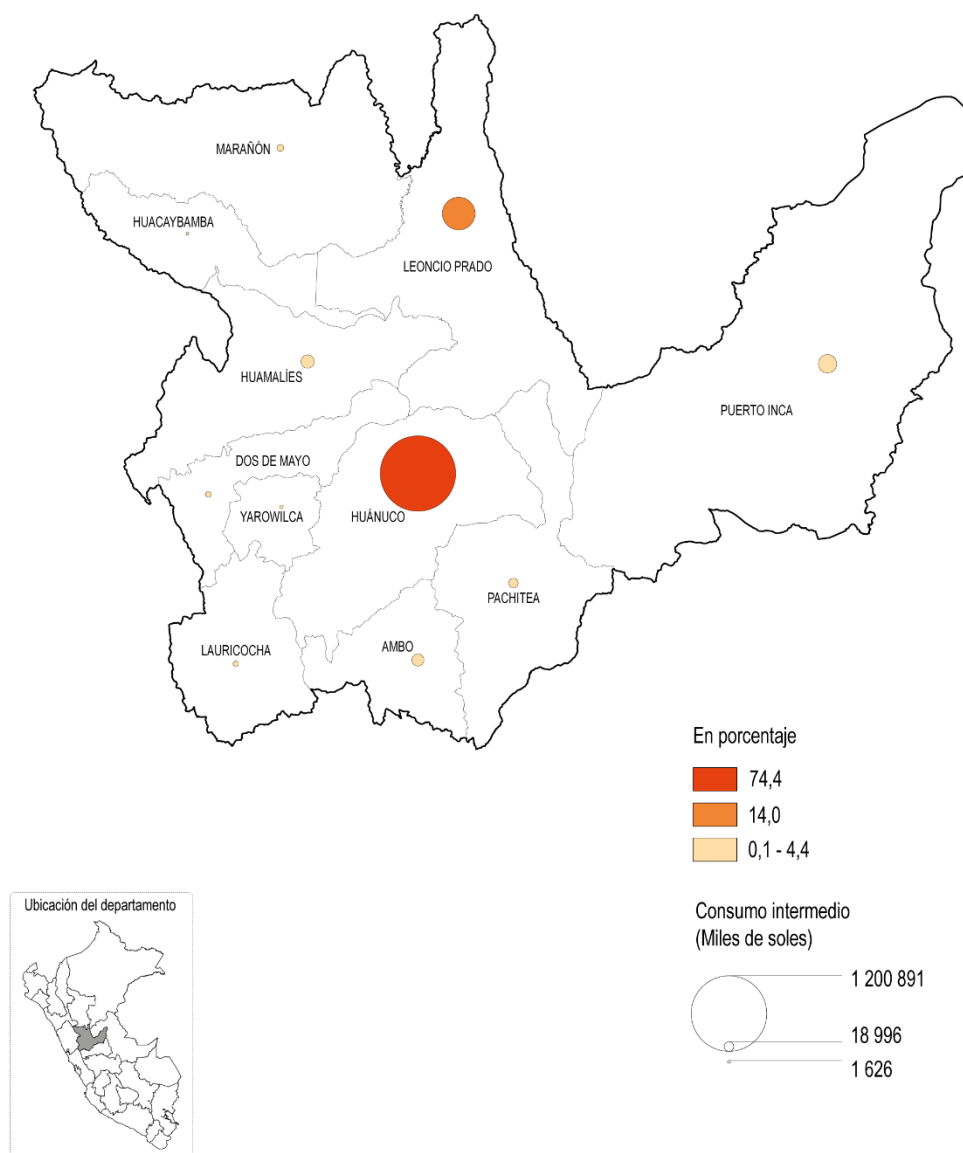 MARAÑÓN
HUACAYBAMBA
LEONCIO PRADO
HUAMALÍES
PUERTO INCA
DOS DE MAYO
YAROWILCA
HUÁNUCO
PACHITEA
LAURICOCHA
AMBO
En porcentaje
74,4
14,0
0,1 - 4,4
Ubicación del departamento
Consumo intermedio
(Miles de soles)
1 200 891
18 996
1 626